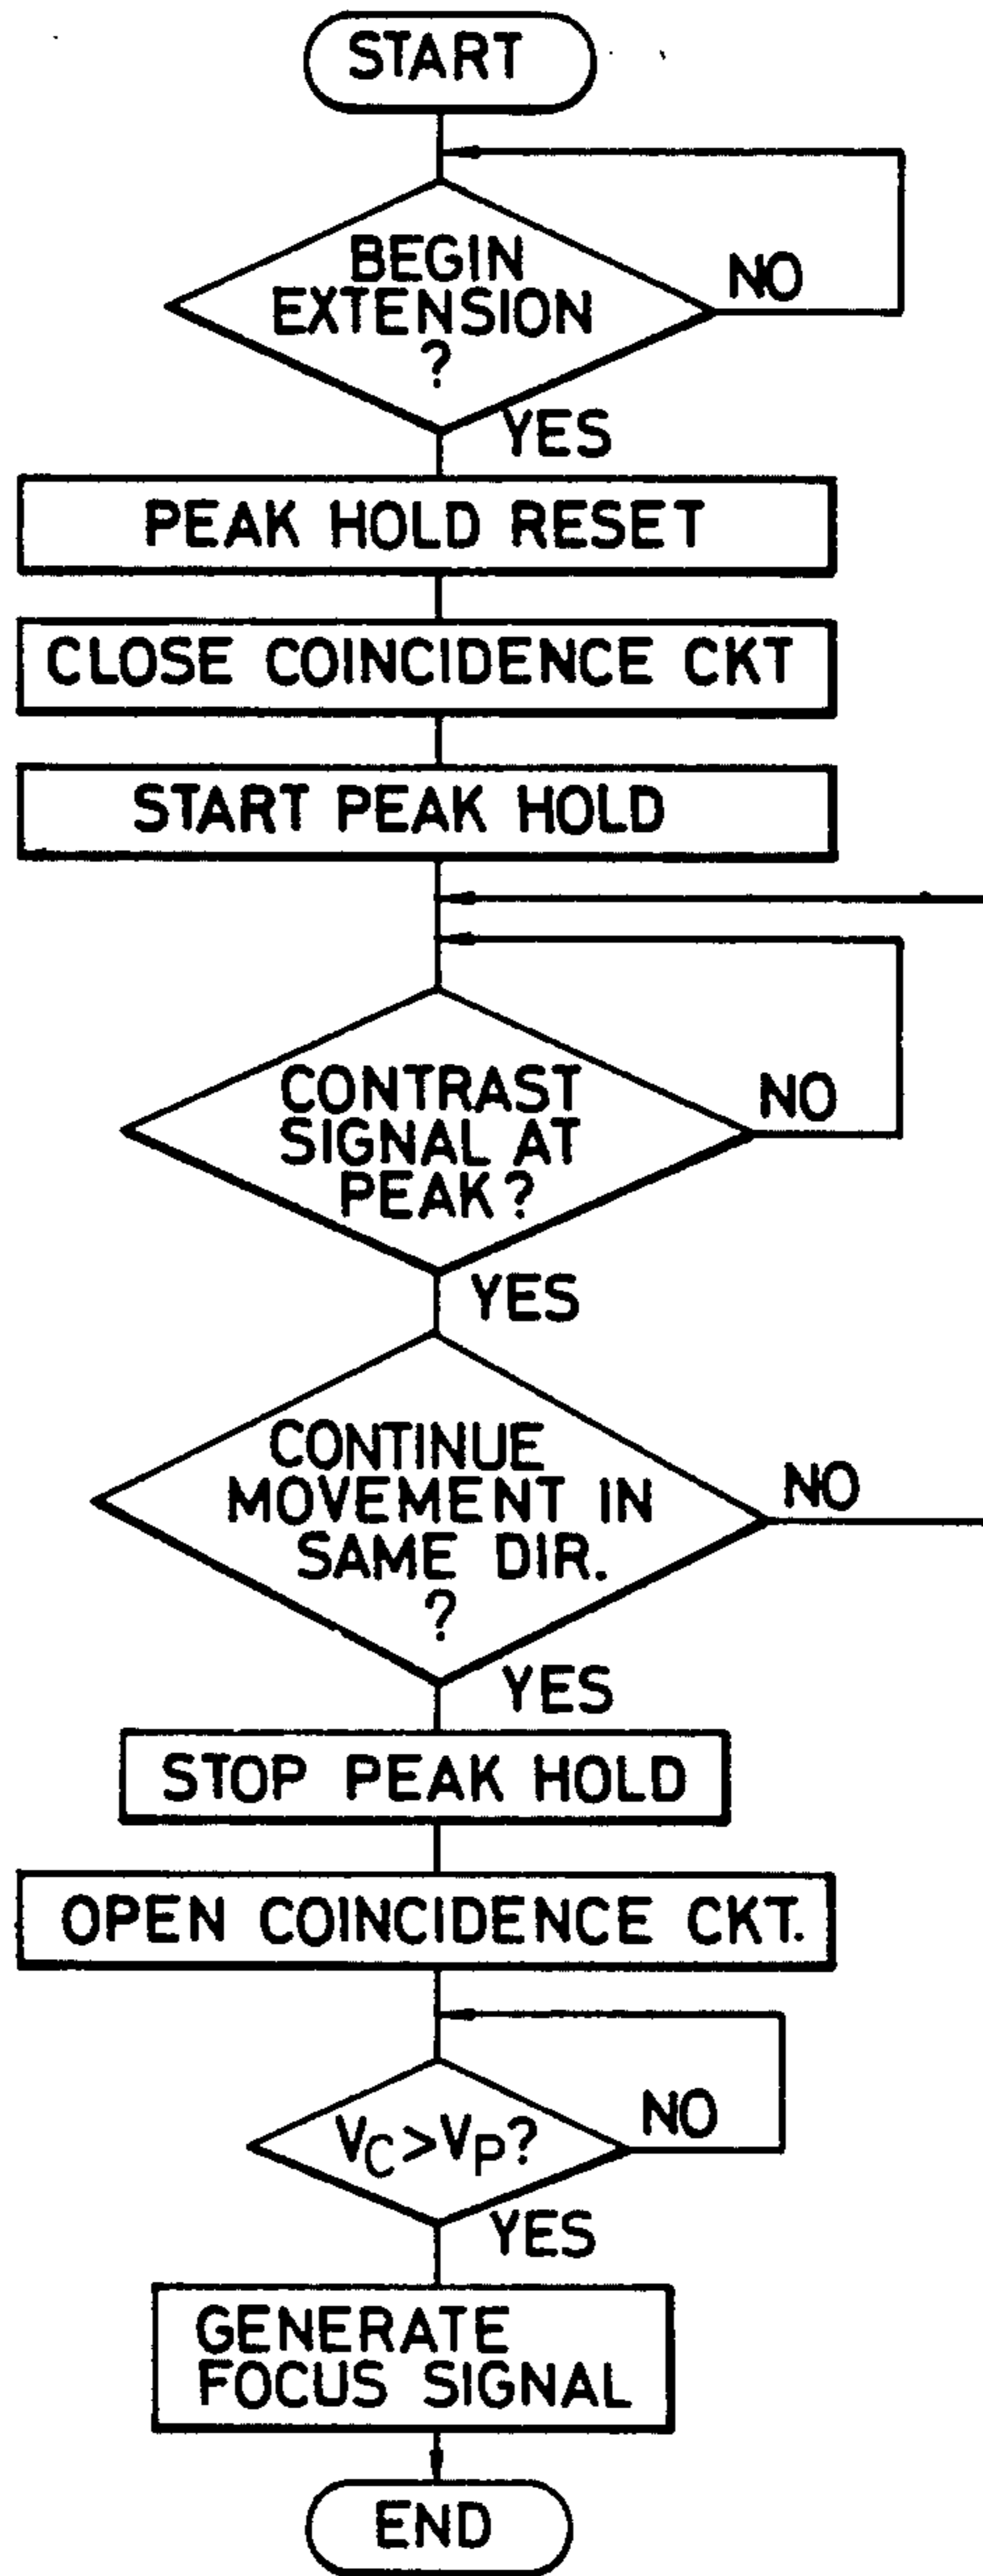 START
BEGIN
EXTENSION
?
NO
YES
PEAK HOLD RESET
CLOSE COINCIDENCE CKT
START PEAK HOLD
CONTRAST
SIGNAL AT
PEAK?
NO
YES
CONTINUE
MOVEMENT IN
SAME DIR.
?
NO
YES
STOP PEAK HOLD
OPEN COINCIDENCE CKT.
VC>VP?
NO
YES
GENERATE
FOCUS SIGNAL
END